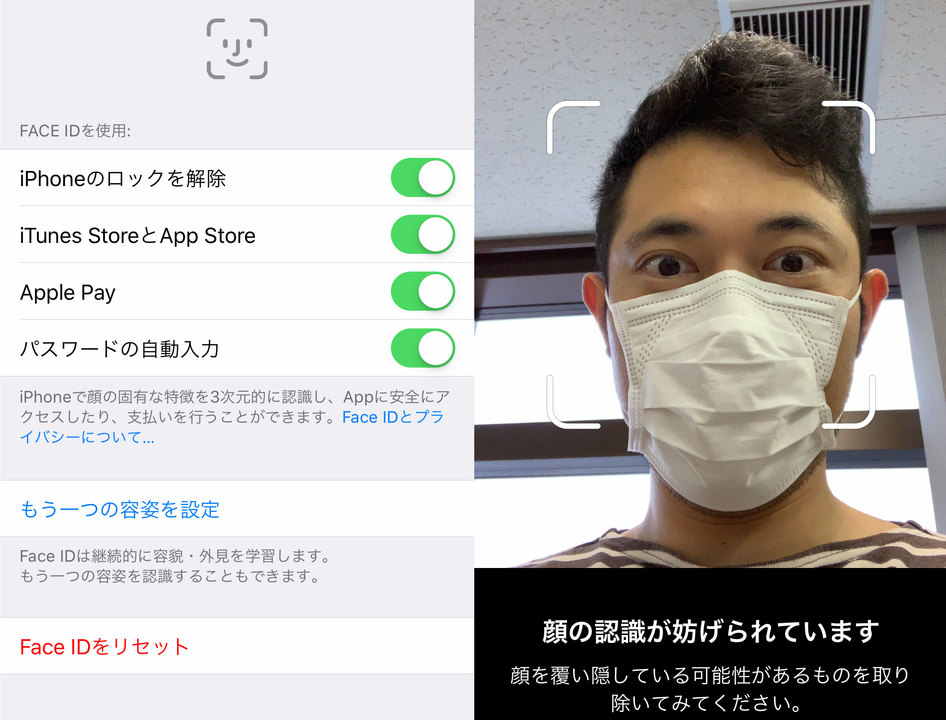 FACE IDを使用:
iPhoneのロックを解除
iTunes StoreとApp Store
Apple Pay
パスワードの自動入力
iPhoneで顔の固有な特徴を3次元的に認識し、Appに安全にア
クセスしたり、支払いを行うことができます。Face IDとプラ
イバシーについて...
もう一つの容姿を設定
Face IDは継続的に容貌・外見を学習します。
もう一つの容姿を認識することもできます。
Face IDをリセット
顔の認識が妨げられています
顔を覆い隠している可能性があるものを取り
除いてみてください。